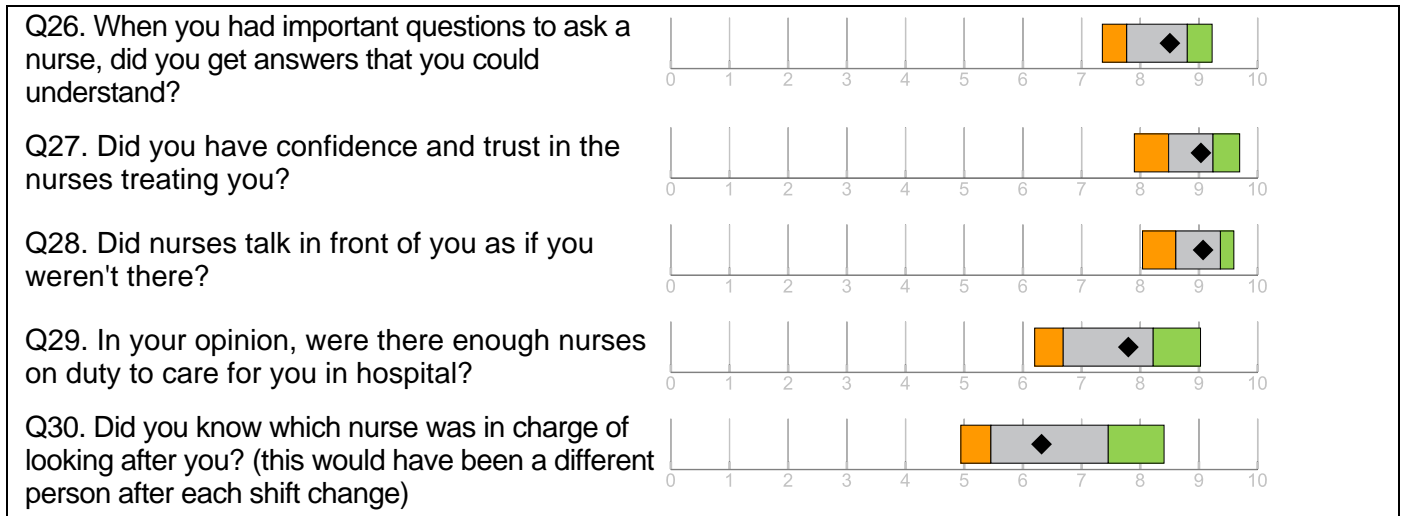 Q26. When you had important questions to ask a
nurse, did you get answers that you could
understand?
0 1 2 3 4 5 6 7 8 9 10
Q27. Did you have confidence and trust in the
nurses treating you?
0 1 2 3 4 5 6 7 8 9 10
Q28. Did nurses talk in front of you as if you
weren't there?
0 1 2 3 4 5 6 7 8 9 10
Q29. In your opinion, were there enough nurses
on duty to care for you in hospital?
0 1 2 3 4 5 6 7 8 9 10
Q30. Did you know which nurse was in charge of
looking after you? (this would have been a different
person after each shift change)
0 1 2 3 4 5 6 7 8 9 10